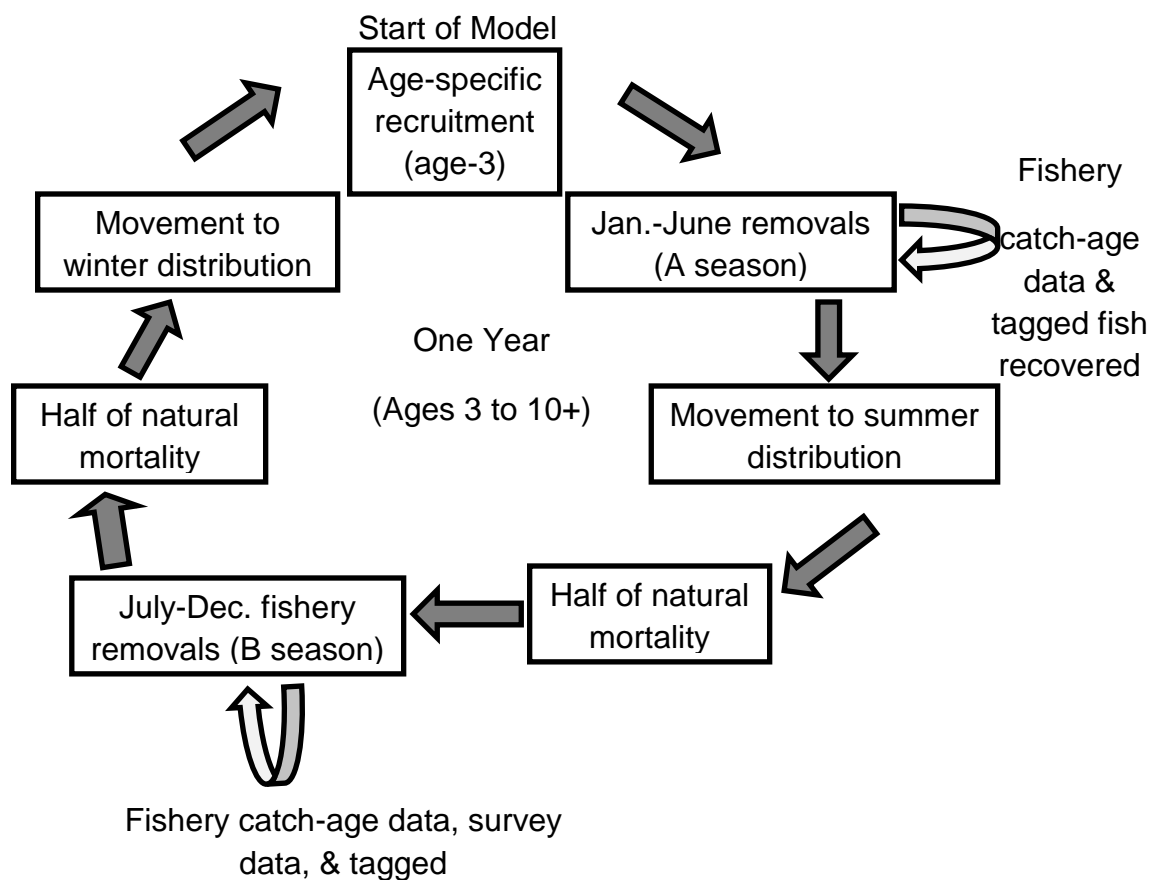 Start of Model
Age-specific
recruitment
(age-3)
Jan.-June removals
(A season)
Fishery
catch-age
data &
tagged fish
recovered
Movement to summer
distribution
Half of natural
mortality
July-Dec. fishery
removals (B season)
Fishery catch-age data, survey
data, & tagged
Half of natural
mortality
Movement to
winter distribution
One Year
(Ages 3 to 10+)